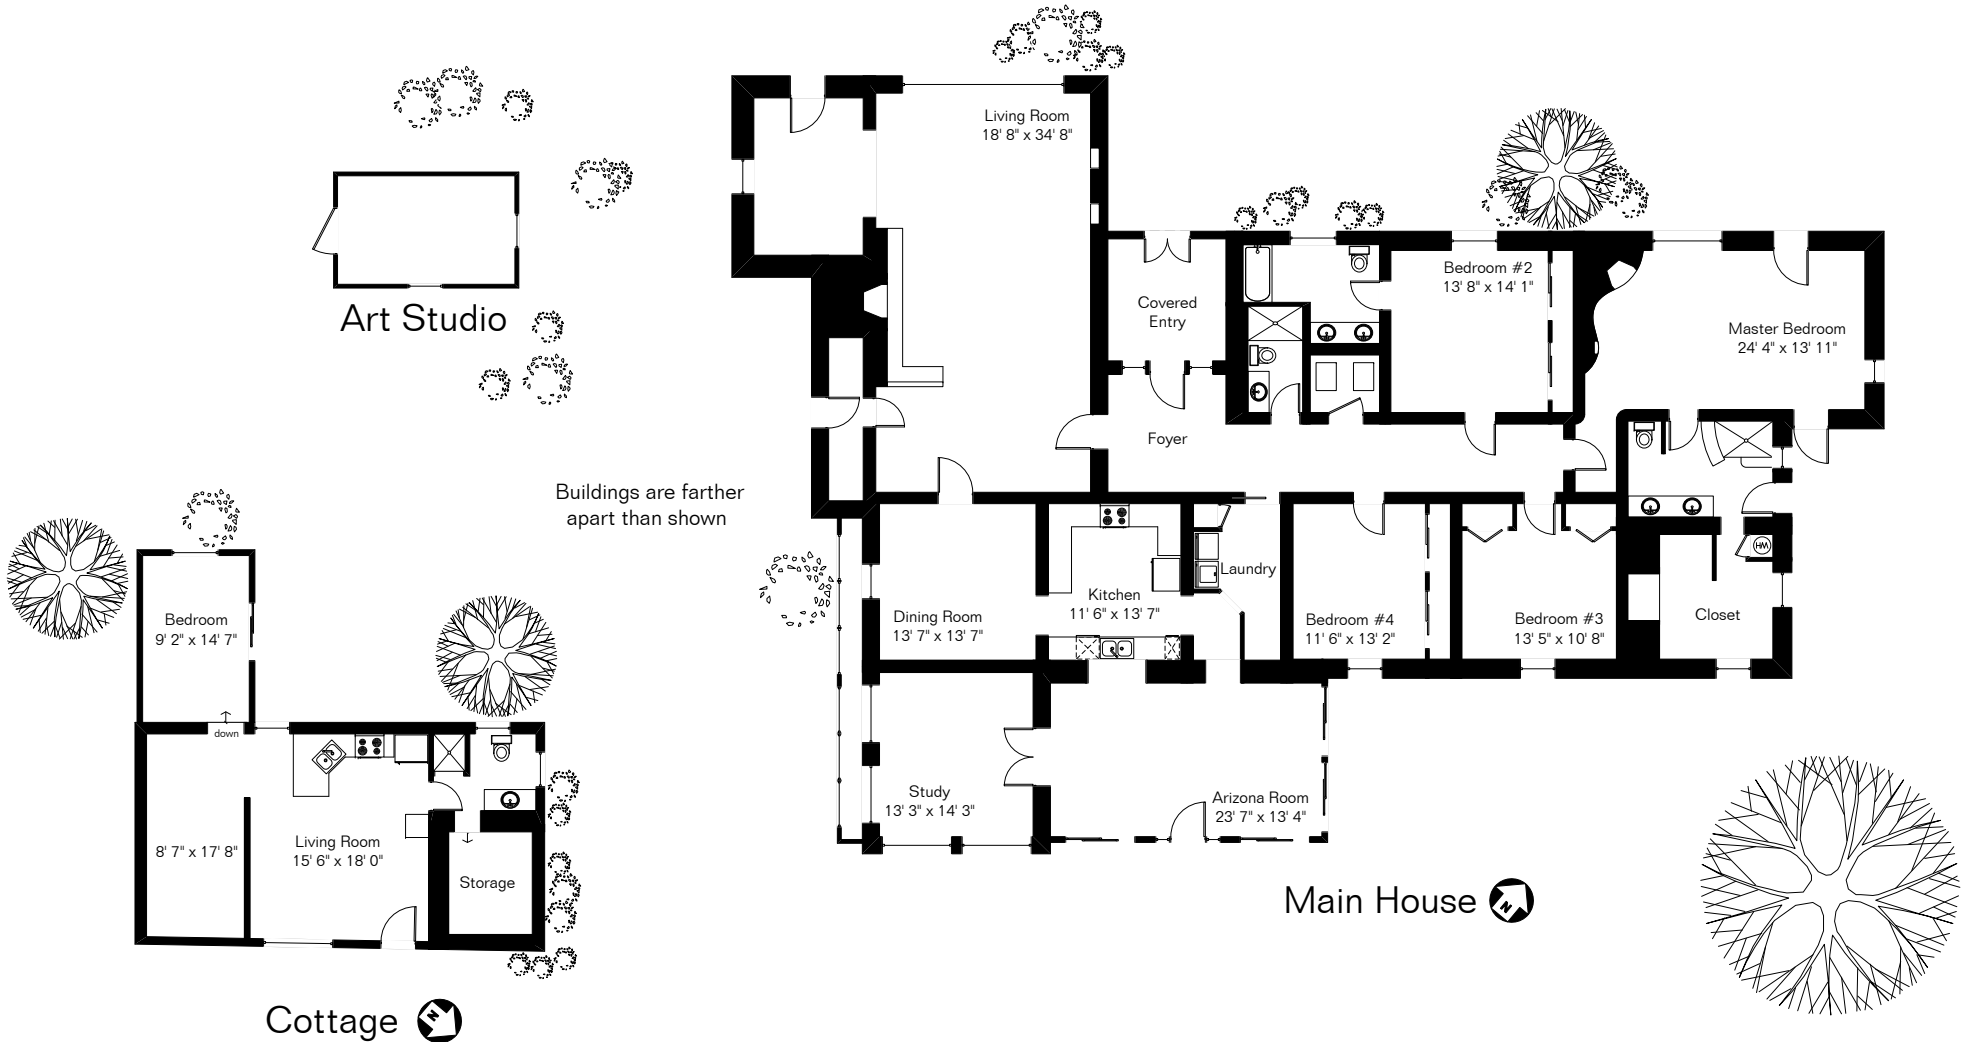 Living Room
18' 8" x 34' 8"
Art Studio
Covered
Entry
Bedroom #2
13' 8" x 14' 1"
Master Bedroom
24' 4" x 13' 11"
Foyer
Buildings are farther
apart than shown
WH
Laundry
Kitchen
11' 6" x 13' 7"
Dining Room
13' 7" x 13' 7"
Bedroom #4
11' 6" x 13' 2"
Bedroom #3
13' 5" x 10' 8"
Closet
Bedroom
9' 2" x 14' 7"
down
Study
13' 3" x 14' 3"
Arizona Room
23' 7" x 13' 4"
8' 7" x 17' 8"
Living Room
15' 6" x 18' 0"
Storage
Main House
N
Cottage
N